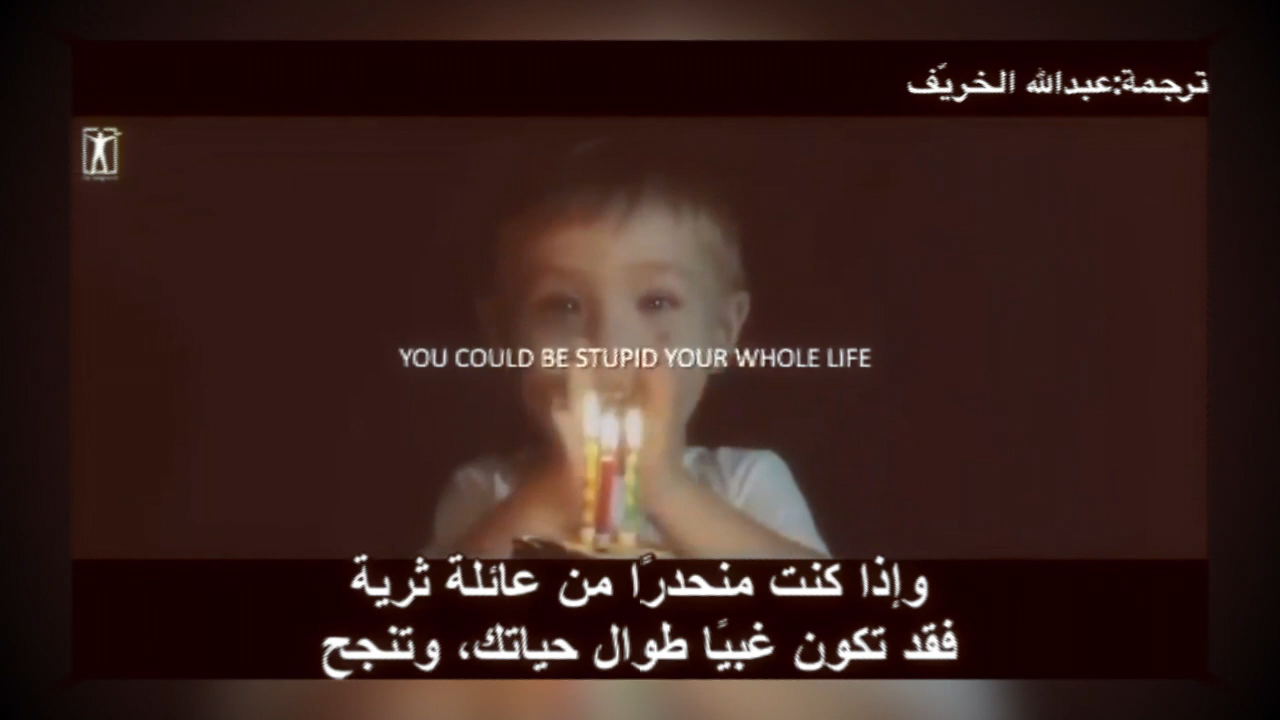 ترجمة:عبدالله الخريّف
YOU COULD BE STUPID YOUR WHOLE LIFE
وإذا كنت منحدرًا من عائلة ثرية
فقد تكون غبيًا طوال حياتك، وتنجح